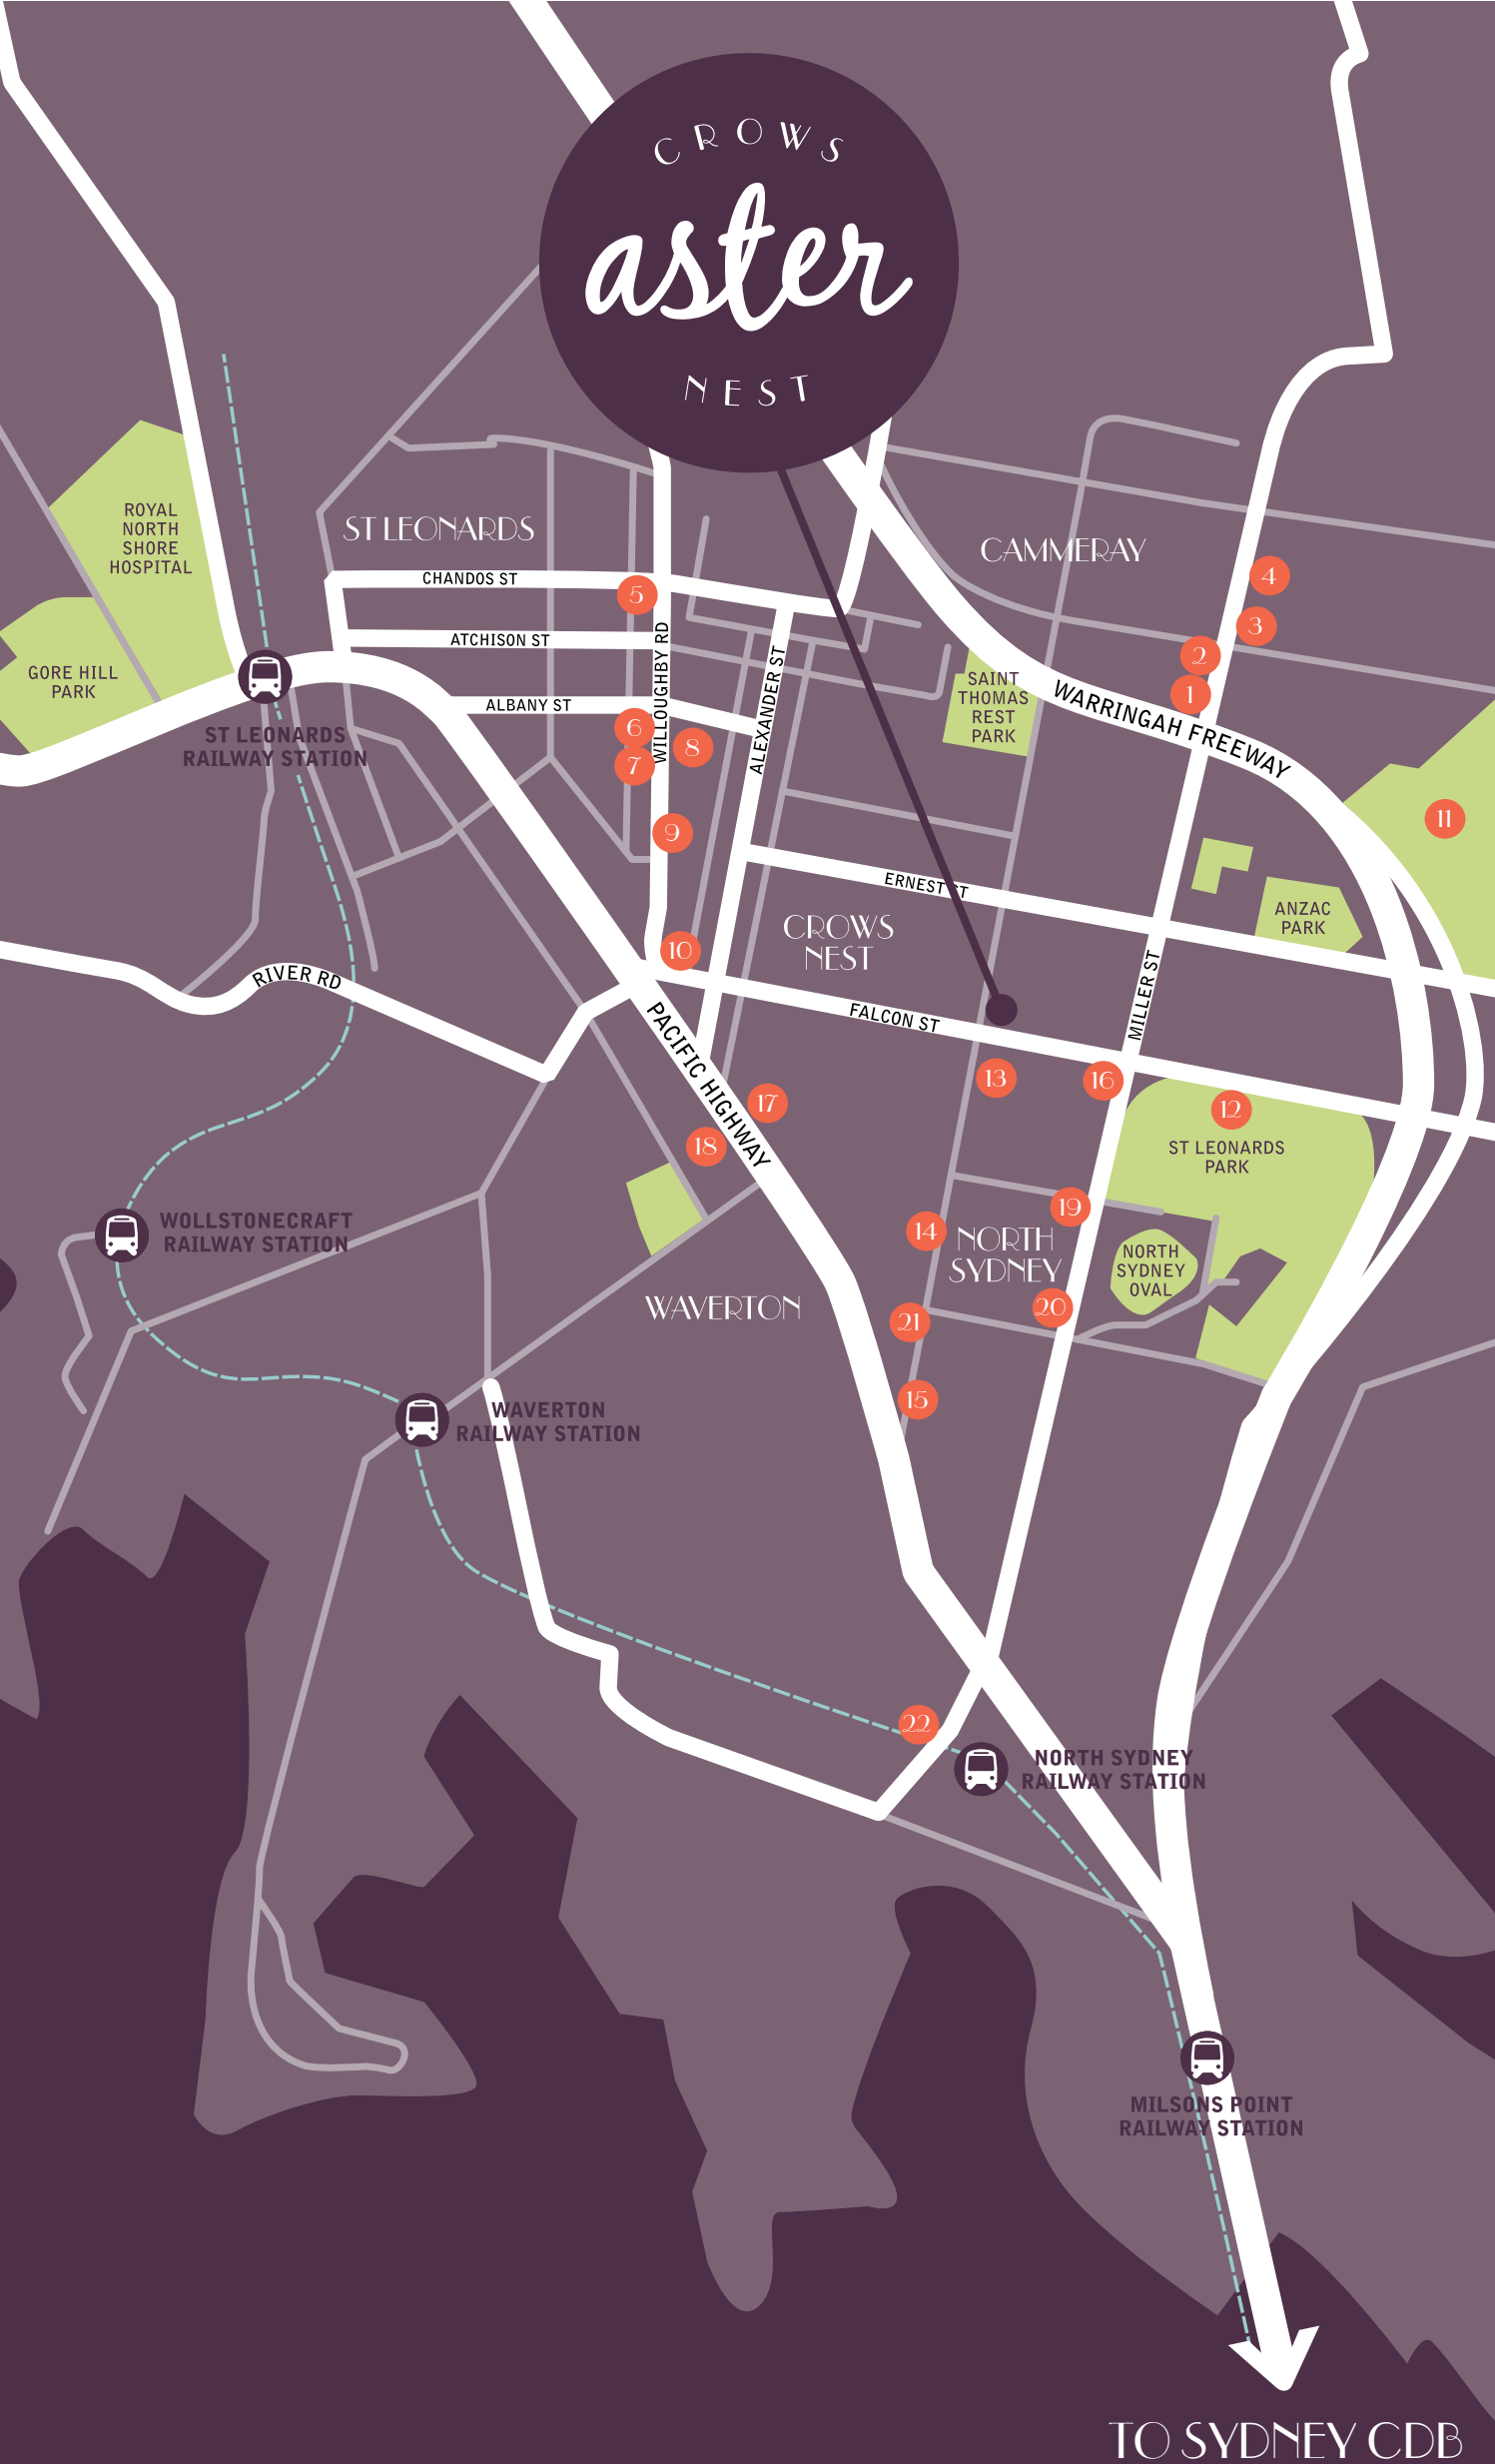 CROWS
aster
NEST
ROYAL
NORTH
SHORE
HOSPITAL
ST LEONARDS
CAMMERAY
CHANDOS ST
4
5
3
ATCHISON ST
WILLOUGHBY RD
2
GORE HILL
PARK
ALEXANDER ST
SAINT
THOMAS
REST
PARK
1
WARRINGAH FREEWAY
ALBANY ST
6
ST LEONARDS
RAILWAY STATION
8
7
9
11
ERNEST ST
ANZAC
PARK
CROWS
NEST
10
RIVER RD
MILLER ST
FALCON ST
PACIFIC HIGHWAY
13
16
17
12
18
ST LEONARDS
PARK
19
WOLLSTONECRAFT
RAILWAY STATION
14
NORTH
SYDNEY
NORTH
SYDNEY
OVAL
WAVERTON
20
21
15
WAVERTON
RAILWAY STATION
22
NORTH SYDNEY
RAILWAY STATION
MILSONS POINT
RAILWAY STATION
TO SYDNEY CDB